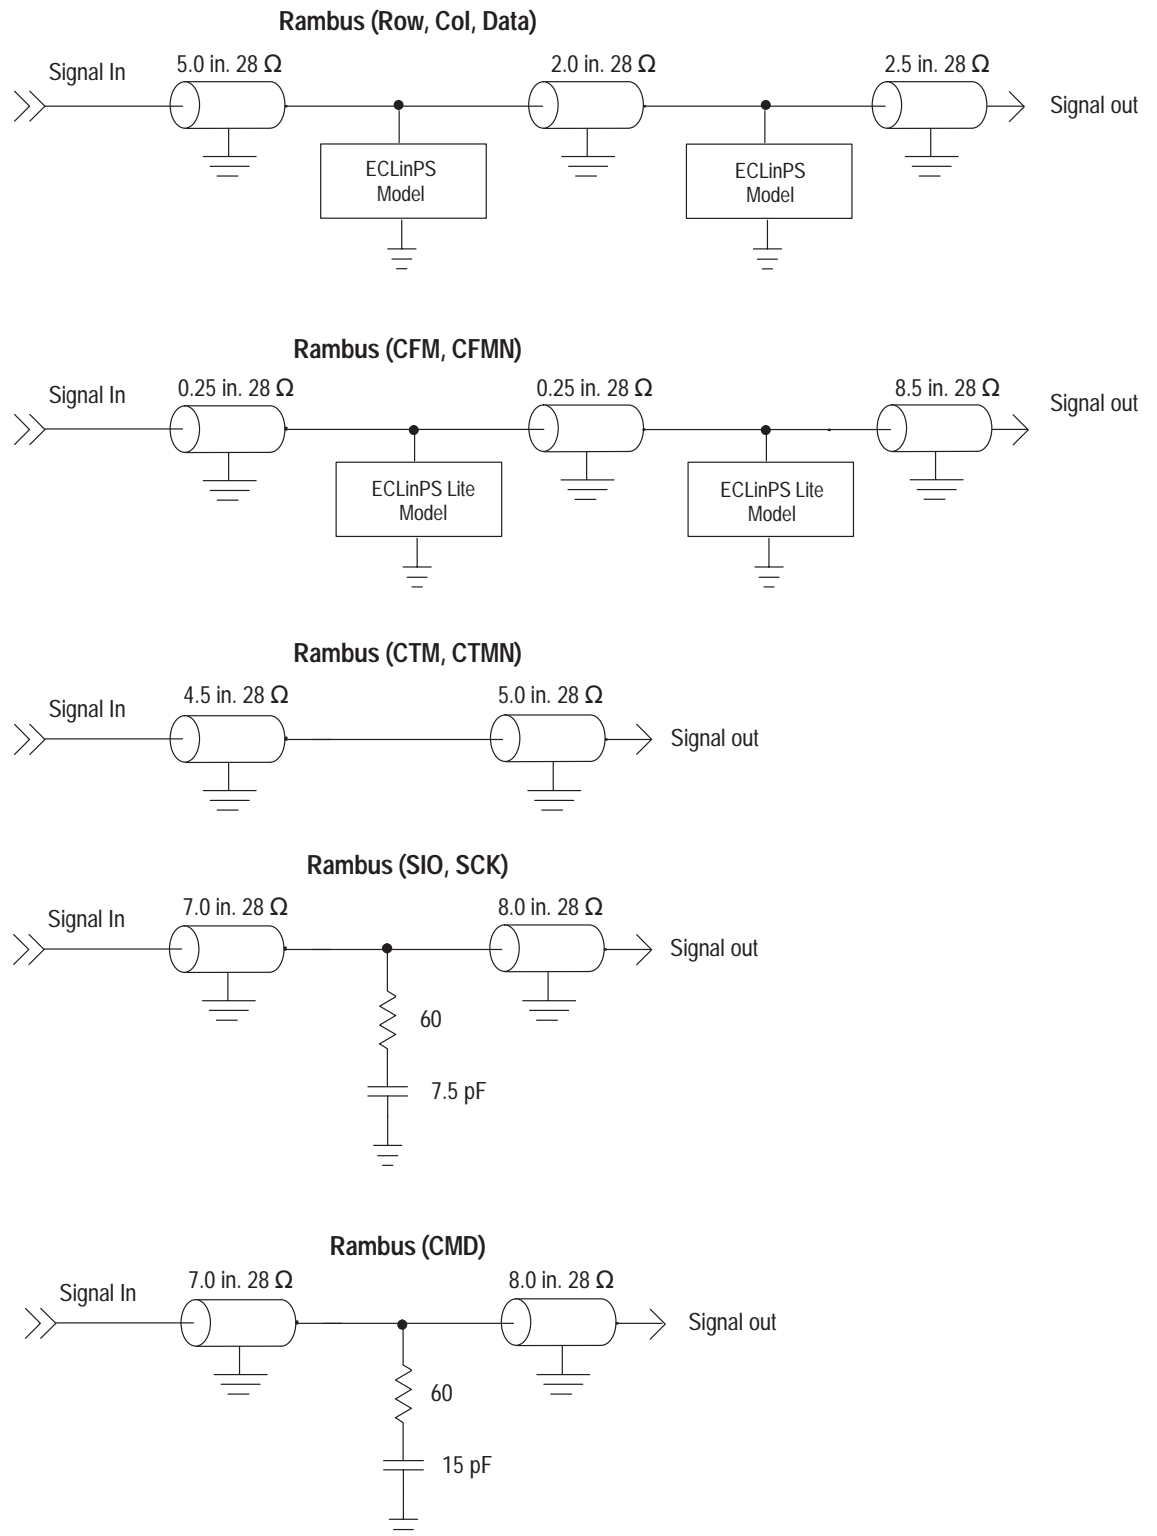 Rambus (Row, Col, Data)
Signal In
5.0 in. 28 Ω
2.0 in. 28 Ω
2.5 in. 28 Ω
Signal out
ECLinPS
Model
ECLinPS
Model
Rambus (CFM, CFMN)
Signal In
0.25 in. 28 Ω
0.25 in. 28 Ω
8.5 in. 28 Ω
Signal out
ECLinPS Lite
Model
ECLinPS Lite
Model
Rambus (CTM, CTMN)
Signal In
4.5 in. 28 Ω
5.0 in. 28 Ω
Signal out
Rambus (SIO, SCK)
Signal In
7.0 in. 28 Ω
8.0 in. 28 Ω
Signal out
60
7.5 pF
Rambus (CMD)
Signal In
7.0 in. 28 Ω
8.0 in. 28 Ω
Signal out
60
15 pF